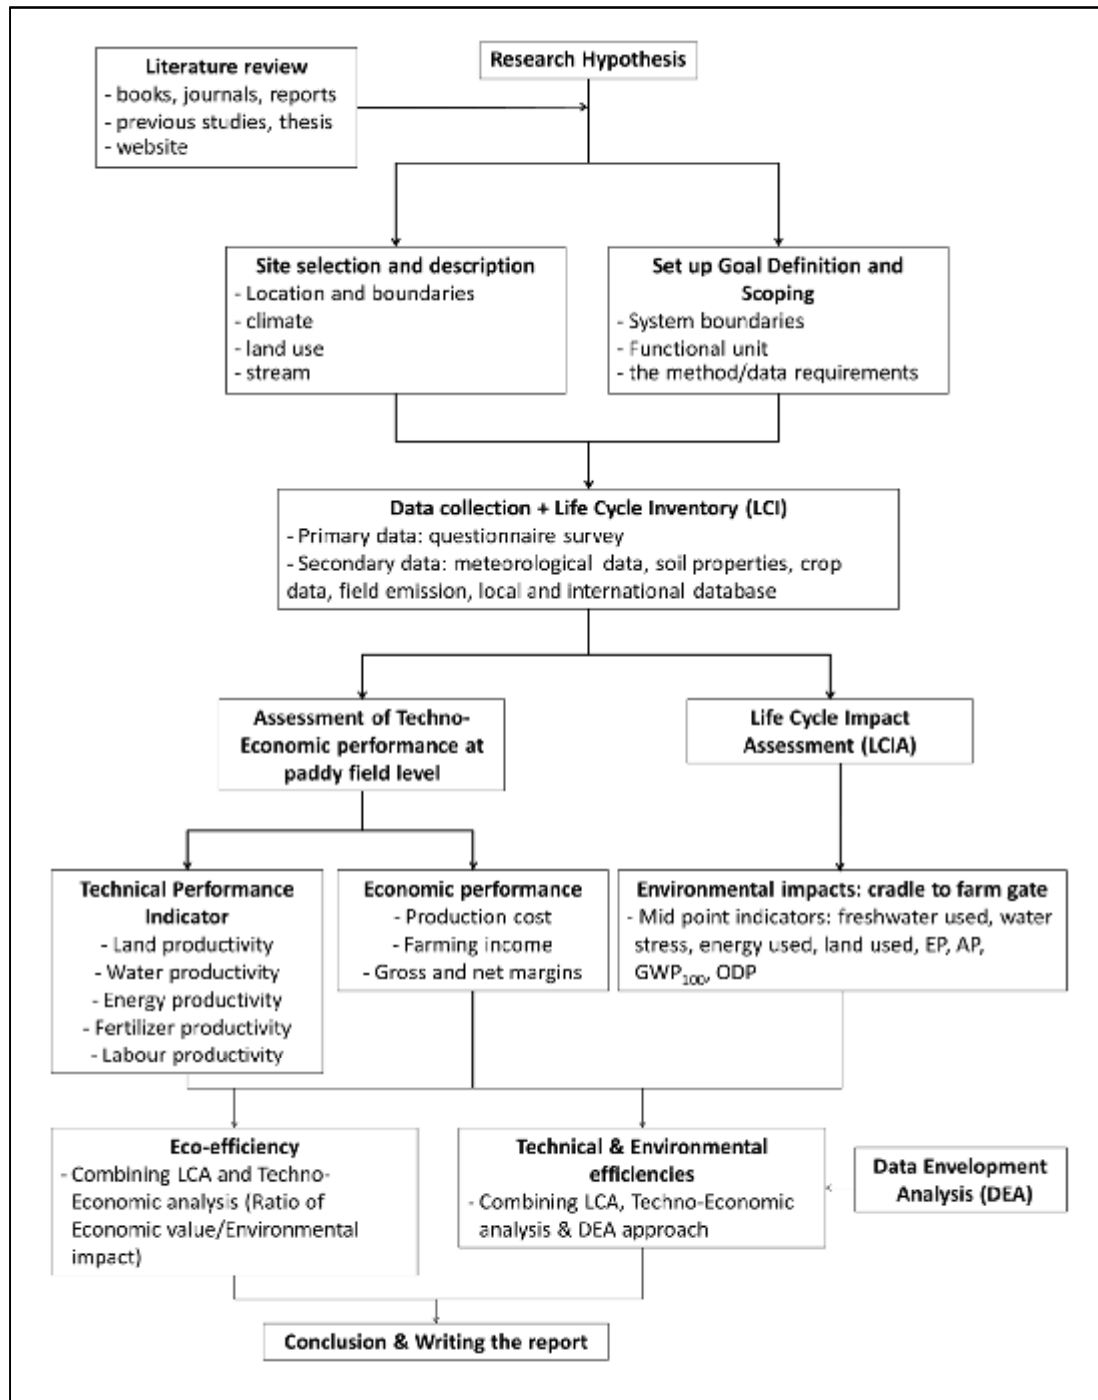 Research Hypothesis
Literature review
- books, journals, reports
- previous studies, thesis
- website
Site selection and description
- Location and boundaries
- climate
- land use
- stream
Set up Goal Definition and
Scoping
- System boundaries
- Functional unit
- the method/data requirements
Data collection + Life Cycle Inventory (LCI)
- Primary data: questionnaire survey
- Secondary data: meteorological data, soil properties, crop
data, field emission, local and international database
Assessment of Techno-
Economic performance at
paddy field level
Life Cycle Impact
Assessment (LCIA)
Technical Performance
Indicator
- Land productivity
- Water productivity
- Energy productivity
- Fertilizer productivity
- Labour productivity
Economic performance
- Production cost
- Farming income
- Gross and net margins
Environmental impacts: cradle to farm gate
- Mid point indicators: freshwater used, water
stress, energy used, land used, EP, AP,
GWP₁₀₀, ODP
Eco-efficiency
- Combining LCA and Techno-
Economic analysis (Ratio of
Economic value/Environmental
impact)
Technical & Environmental
efficiencies
- Combining LCA, Techno-Economic
analysis & DEA approach
Data Envelopment
Analysis (DEA)
Conclusion & Writing the report